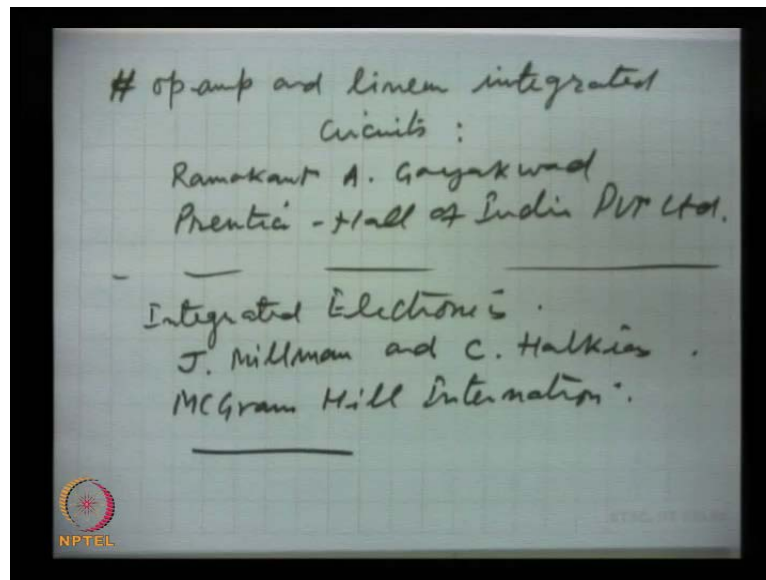 # op-amp and linear integrated
Circuits :
Ramakant A. Gayakwad
Prentice - Hall of India Pvt Ltd.
Integrated Electronics .
J. Millman and C. Halkias .
McGraw Hill Internation .
NPTEL